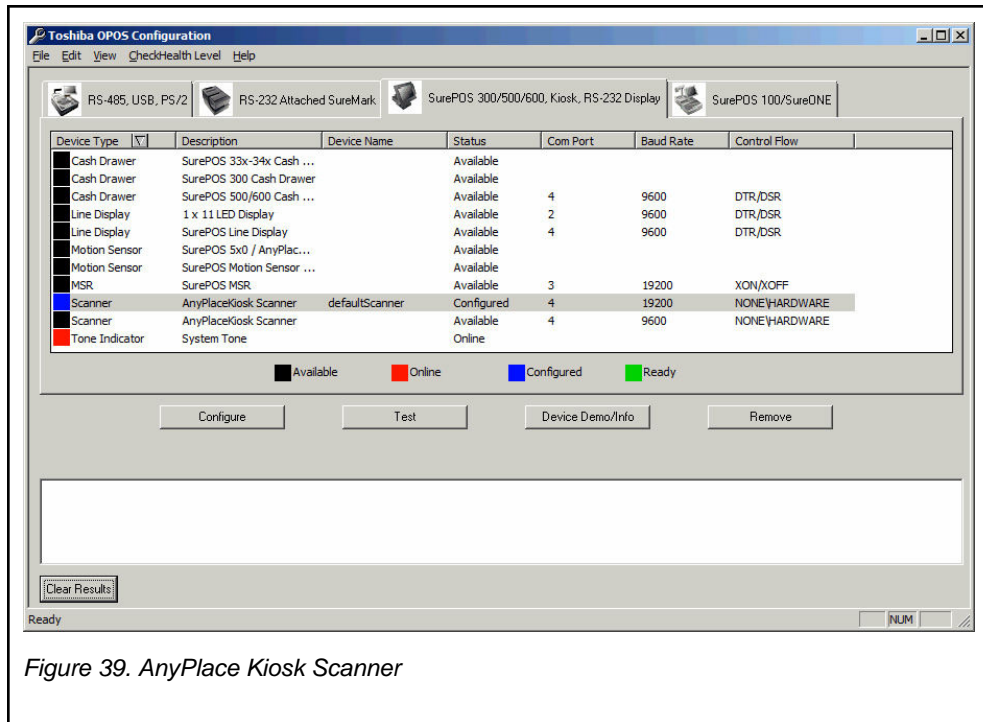 Toshiba OPOS Configuration
File Edit View CheckHealth Level Help
RS-485, USB, PS/2 RS-232 Attached SureMark SurePOS 300/500/600, Kiosk, RS-232 Display SurePOS 100/SureONE
Device Type Description Device Name Status Com Port Baud Rate Control Flow
Cash Drawer SurePOS 33x-34x Cash ... Available
Cash Drawer SurePOS 300 Cash Drawer Available
Cash Drawer SurePOS 500/600 Cash ... Available 4 9600 DTR/DSR
Line Display 1 x 11 LED Display Available 2 9600 DTR/DSR
Line Display SurePOS Line Display Available 4 9600 DTR/DSR
Motion Sensor SurePOS 5x0 / AnyPlac... Available
Motion Sensor SurePOS Motion Sensor ... Available
MSR SurePOS MSR Available 3 19200 XON/XOFF
Scanner AnyPlaceKiosk Scanner defaultScanner Configured 4 19200 NONE\HARDWARE
Scanner AnyPlaceKiosk Scanner Available 4 9600 NONE\HARDWARE
Tone Indicator System Tone Online
Available Online Configured Ready
Configure Test Device Demo/Info Remove
Clear Results
Ready NUM
Figure 39. AnyPlace Kiosk Scanner